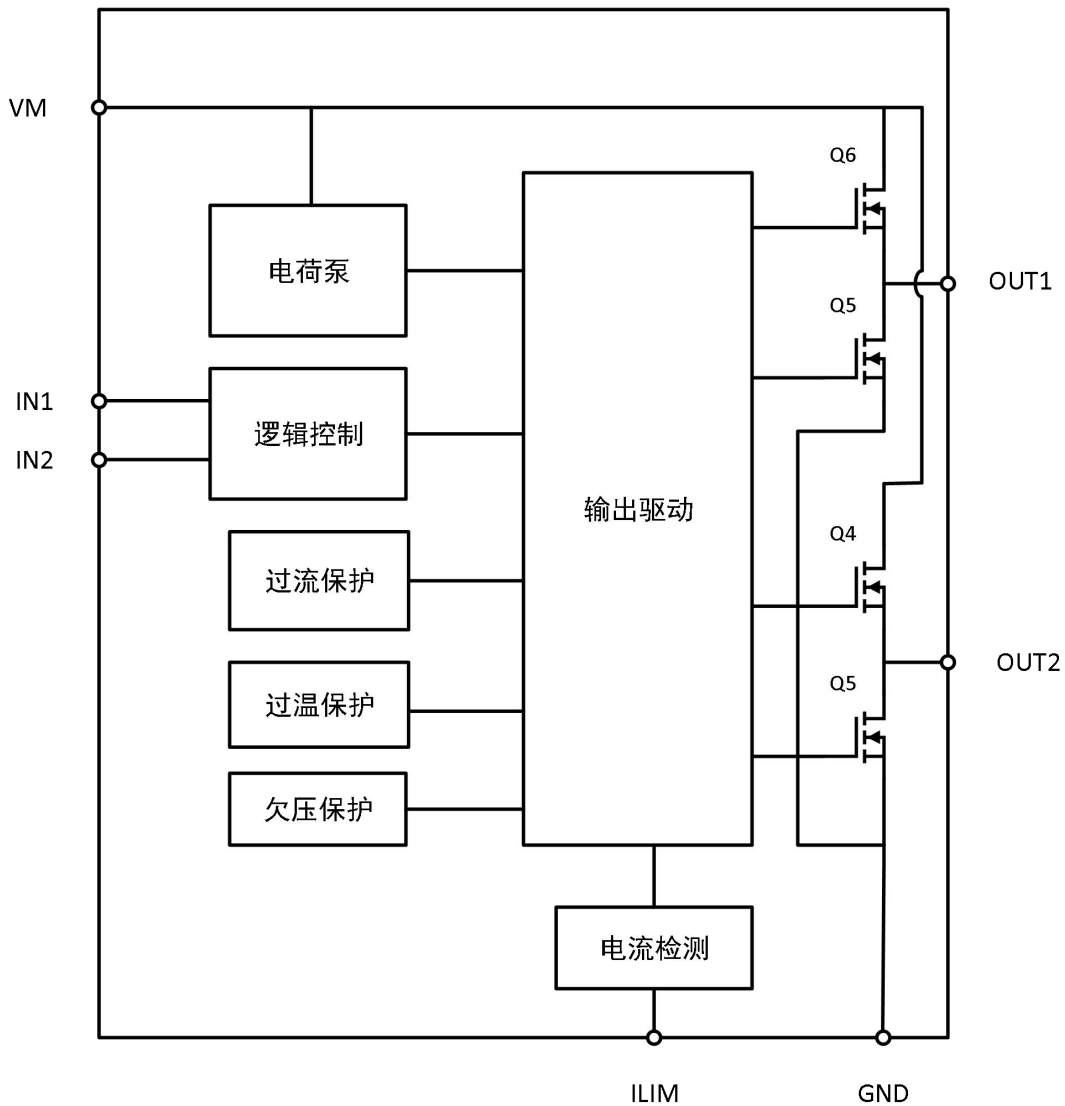 VM
Q6
电荷泵
OUT1
Q5
IN1
逻辑控制
IN2
输出驱动
Q4
过流保护
OUT2
Q5
过温保护
欠压保护
电流检测
ILIM
GND